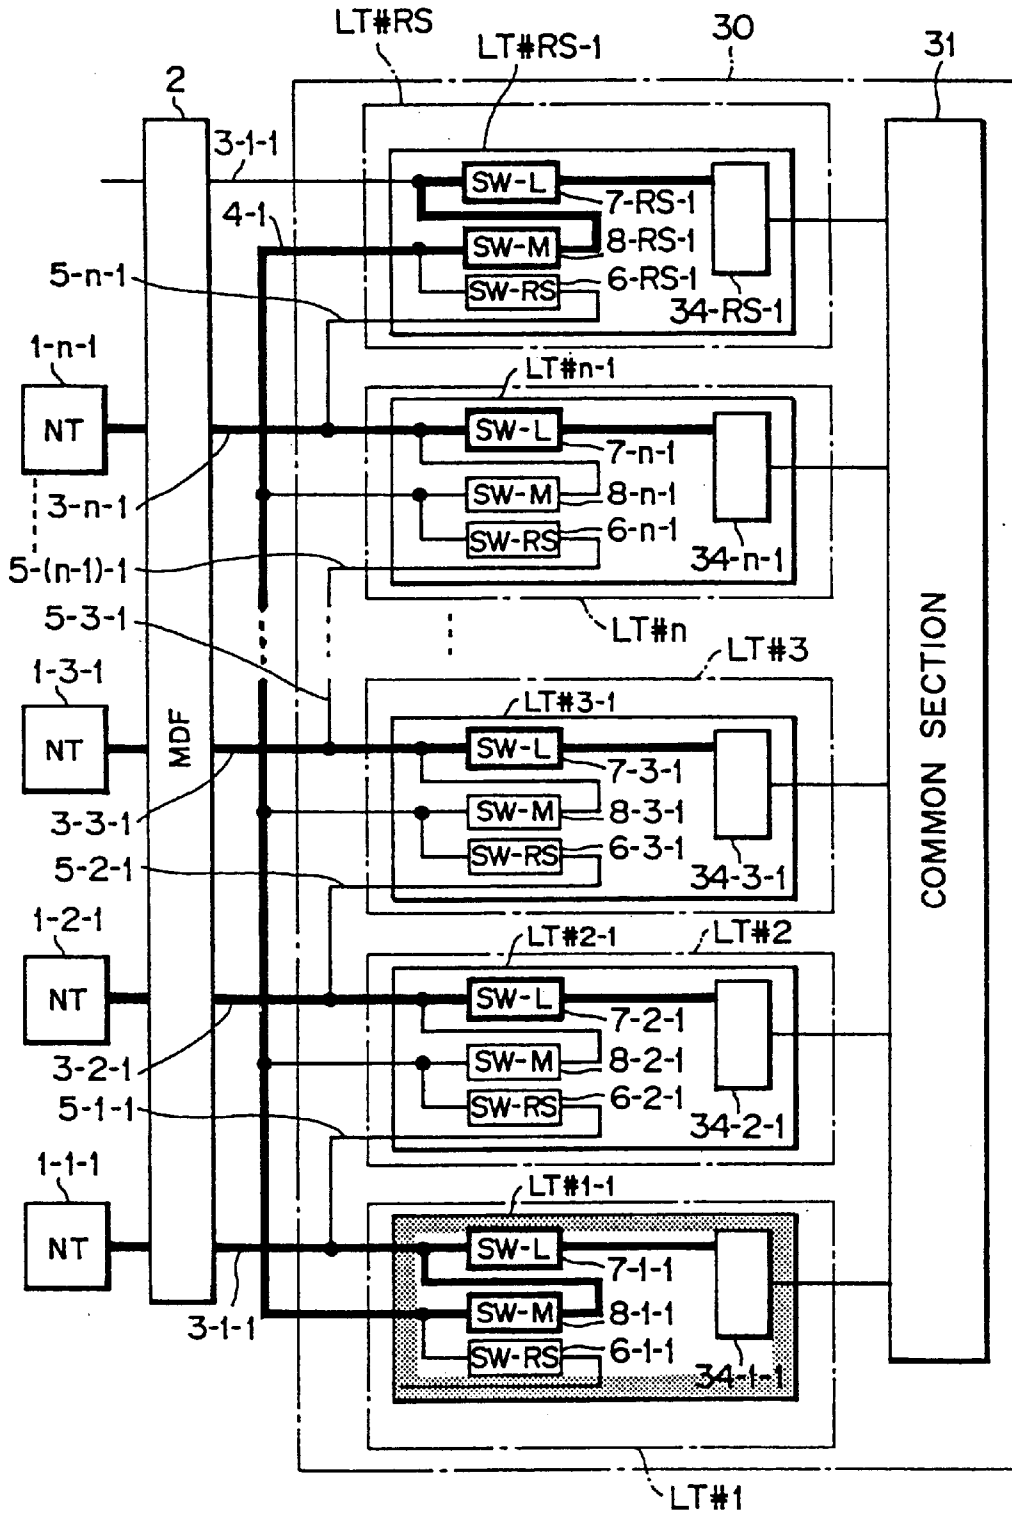 LT#RS
LT#RS-1
30
31
2
3-1-1
SW-L
7-RS-1
4-1
SW-M
8-RS-1
5-n-1
SW-RS
6-RS-1
34-RS-1
1-n-1
LT#n-1
NT
SW-L
7-n-1
3-n-1
SW-M
8-n-1
SW-RS
6-n-1
34-n-1
5-(n-1)-1
5-3-1
LT#n
LT#3
1-3-1
LT#3-1
NT
MDF
SW-L
7-3-1
COMMON SECTION
3-3-1
SW-M
8-3-1
5-2-1
SW-RS
6-3-1
34-3-1
1-2-1
LT#2-1
LT#2
NT
SW-L
7-2-1
3-2-1
SW-M
8-2-1
5-1-1
SW-RS
6-2-1
34-2-1
1-1-1
LT#1-1
NT
SW-L
7-1-1
3-1-1
SW-M
8-1-1
SW-RS
6-1-1
34-1-1
LT#1